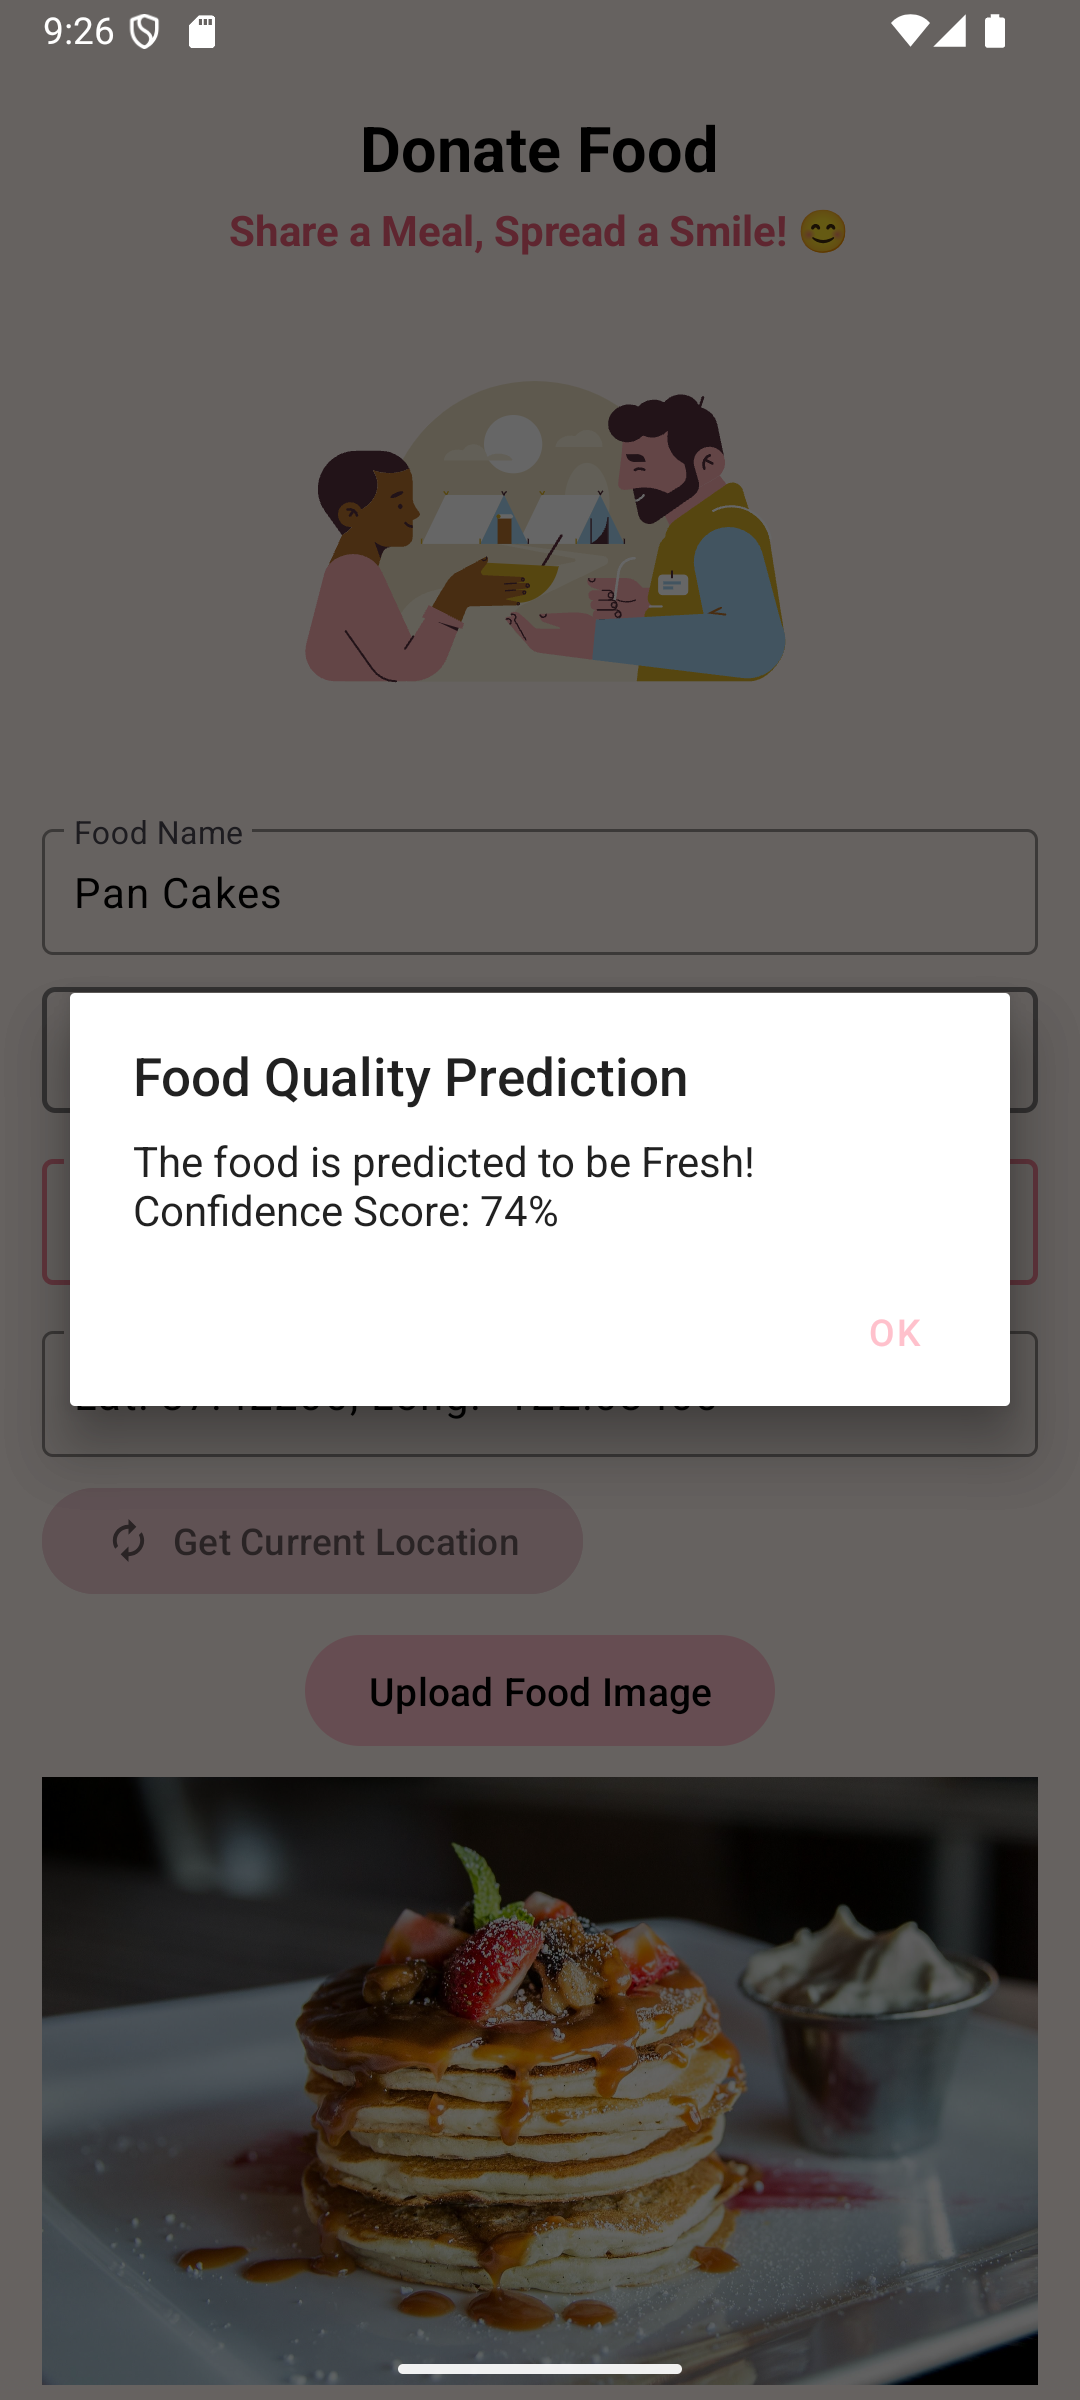 9:26
Donate Food
Share a Meal, Spread a Smile! 😊
Food Name
Pan Cakes
Food Quality Prediction
The food is predicted to be Fresh!
Confidence Score: 74%
OK
Get Current Location
Upload Food Image